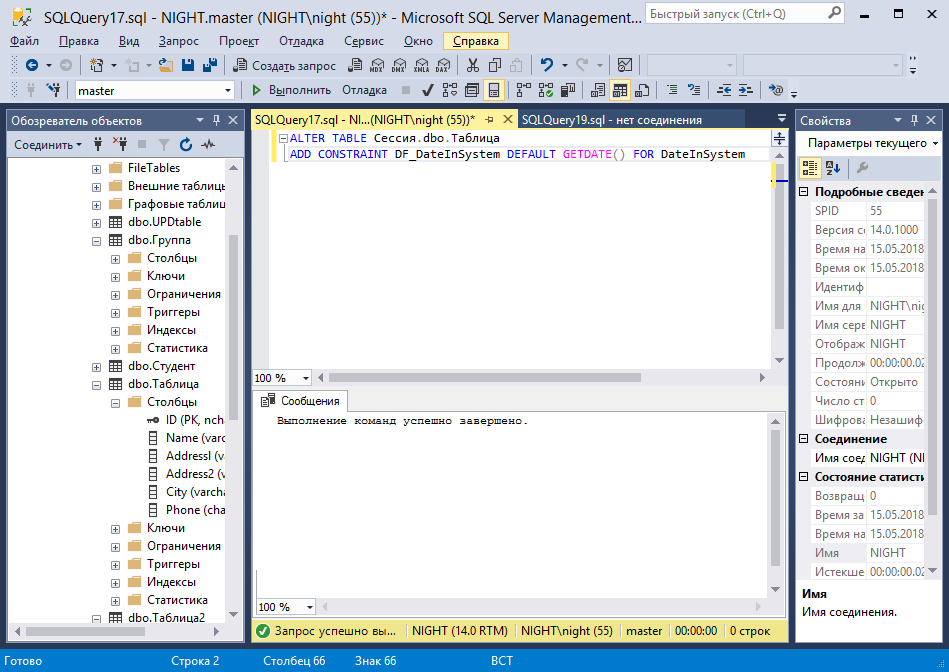 SQLQuery17.sql - NIGHT.master (NIGHT\night (55))* - Microsoft SQL Server Management...
Быстрый запуск (Ctrl+Q)
Файл Правка Вид Запрос Проект Отладка Сервис Окно Справка
Создать запрос MDX DMX XMLA DAX
master Выполнить Отладка
Обозреватель объектов
Соединить
FileTables
Внешние таблицы
Графовые таблиц
dbo.UPDtable
dbo.Группа
Столбцы
Ключи
Ограничения
Триггеры
Индексы
Статистика
dbo.Студент
dbo.Таблица
Столбцы
ID (PK, nch
Name (varc
AddressI (va
Address2 (v
City (varcha
Phone (cha
Ключи
Ограничения
Триггеры
Индексы
Статистика
dbo.Таблица2
SQLQuery17.sql - NI...(NIGHT\night (55))* SQLQuery19.sql - нет соединения
ALTER TABLE Сессия.dbo.Таблица
ADD CONSTRAINT DF_DateInSystem DEFAULT GETDATE() FOR DateInSystem
100 %
Сообщения
Выполнение команд успешно завершено.
100 %
Запрос успешно вы... NIGHT (14.0 RTM) NIGHT\night (55) master 00:00:00 0 строк
Свойства
Параметры текущего
Подробные сведен
SPID 55
Версия се 14.0.1000
Время на 15.05.2018
Время ок 15.05.2018
Идентиф
Имя для NIGHT\nig
Имя серв NIGHT
Отображ NIGHT
Продолж 00:00:00.02
Состояни Открыто
Число ст 0
Шифрова Незашиф
Соединение
Имя соед NIGHT (NI
Состояние статисти
Возвращ 0
Время за 15.05.2018
Время на 15.05.2018
Имя NIGHT
Истекше 00:00:00.02
Имя
Имя соединения.
Готово Строка 2 Столбец 66 Знак 66 ВСТ